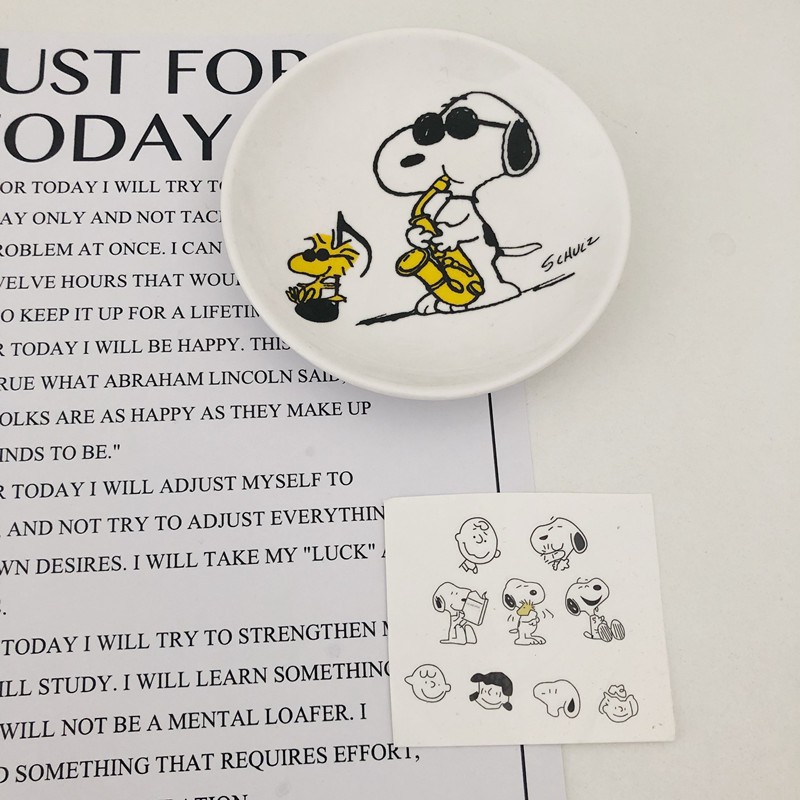 UST FOR
TODAY
OR TODAY I WILL TRY TO
AY ONLY AND NOT TAC
ROBLEM AT ONCE. I CAN
VELVE HOURS THAT WOU
O KEEP IT UP FOR A LIFETIM
R TODAY I WILL BE HAPPY. THIS
RUE WHAT ABRAHAM LINCOLN SAID,
OLKS ARE AS HAPPY AS THEY MAKE UP
INDS TO BE."
R TODAY I WILL ADJUST MYSELF TO
, AND NOT TRY TO ADJUST EVERYTHIN
WN DESIRES. I WILL TAKE MY "LUCK"
TODAY I WILL TRY TO STRENGTHEN M
ILL STUDY. I WILL LEARN SOMETHING
WILL NOT BE A MENTAL LOAFER. I
D SOMETHING THAT REQUIRES EFFORT,
SCHULZ